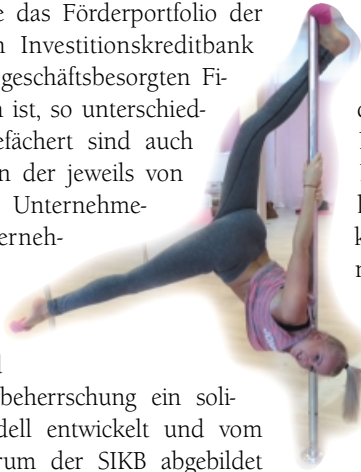 das Förderportfolio der
Investitionskreditbank
geschäftsbesorgten Fi-
ist, so unterschied-
efächert sind auch
der jeweils von
Unternehme-
erneh-
beherrschung ein soli-
dell entwickelt und vom
rum der SIKB abgebildet